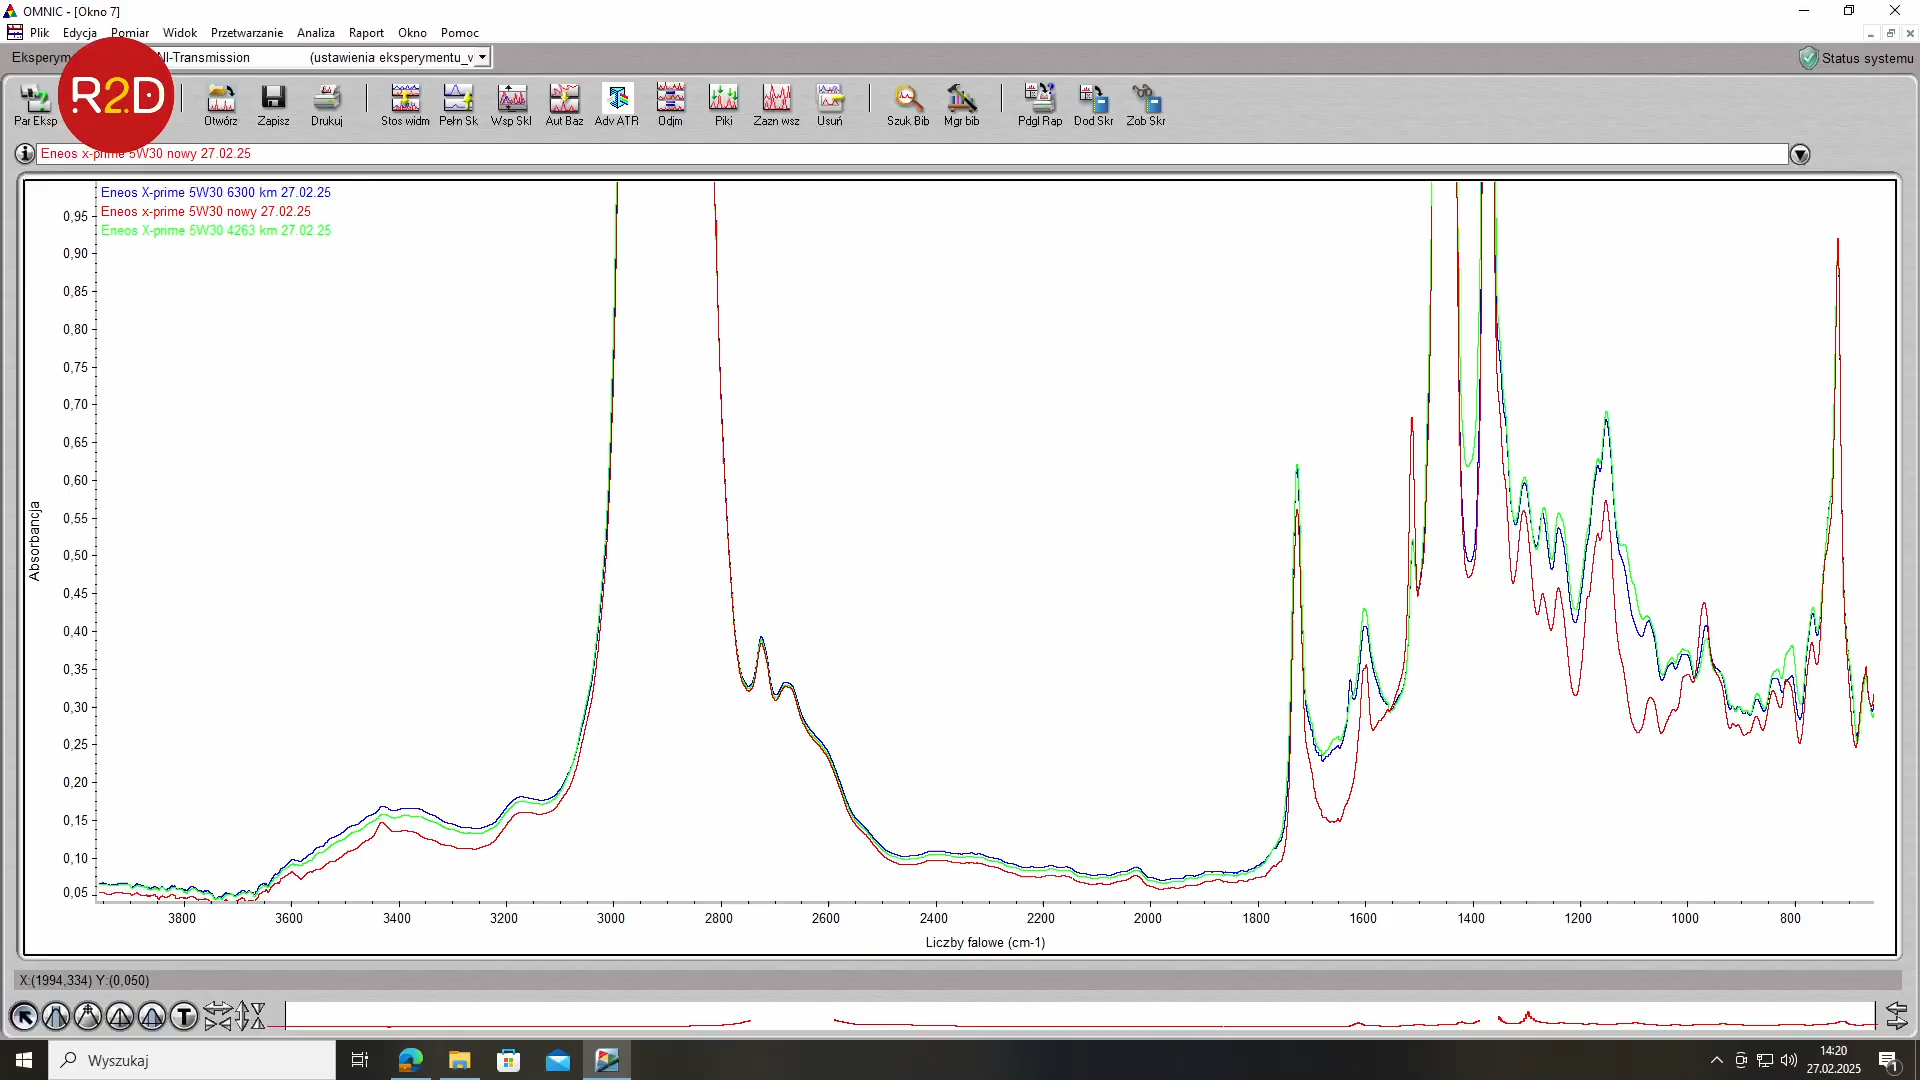 OMNIC - [Okno 7]
Plik Edycja Pomiar Widok Przetwarzanie Analiza Raport Okno Pomoc
Eksperym NI-Transmission (ustawienia eksperymentu_v Status systemu
R2D
Par Eksp Otwórz Zapisz Drukuj Stos widm Pełn Sk Wsp Skl Aut Baz Adv ATR Odjm Piki Zazn wsz Usuń Szuk Bib Mgr bib Pdgl Rap Dod Skr Zob Skr
Eneos x-prime 5W30 nowy 27.02.25
Eneos X-prime 5W30 6300 km 27.02.25
Eneos x-prime 5W30 nowy 27.02.25
Eneos X-prime 5W30 4263 km 27.02.25
0,95
0,90
0,85
0,80
0,75
0,70
0,65
0,60
0,55
0,50
0,45
0,40
0,35
0,30
0,25
0,20
0,15
0,10
0,05
Absorbancja
3800 3600 3400 3200 3000 2800 2600 2400 2200 2000 1800 1600 1400 1200 1000 800
Liczby falowe (cm-1)
X:(1994,334) Y:(0,050)
T
Wyszukaj
14:20
27.02.2025
1